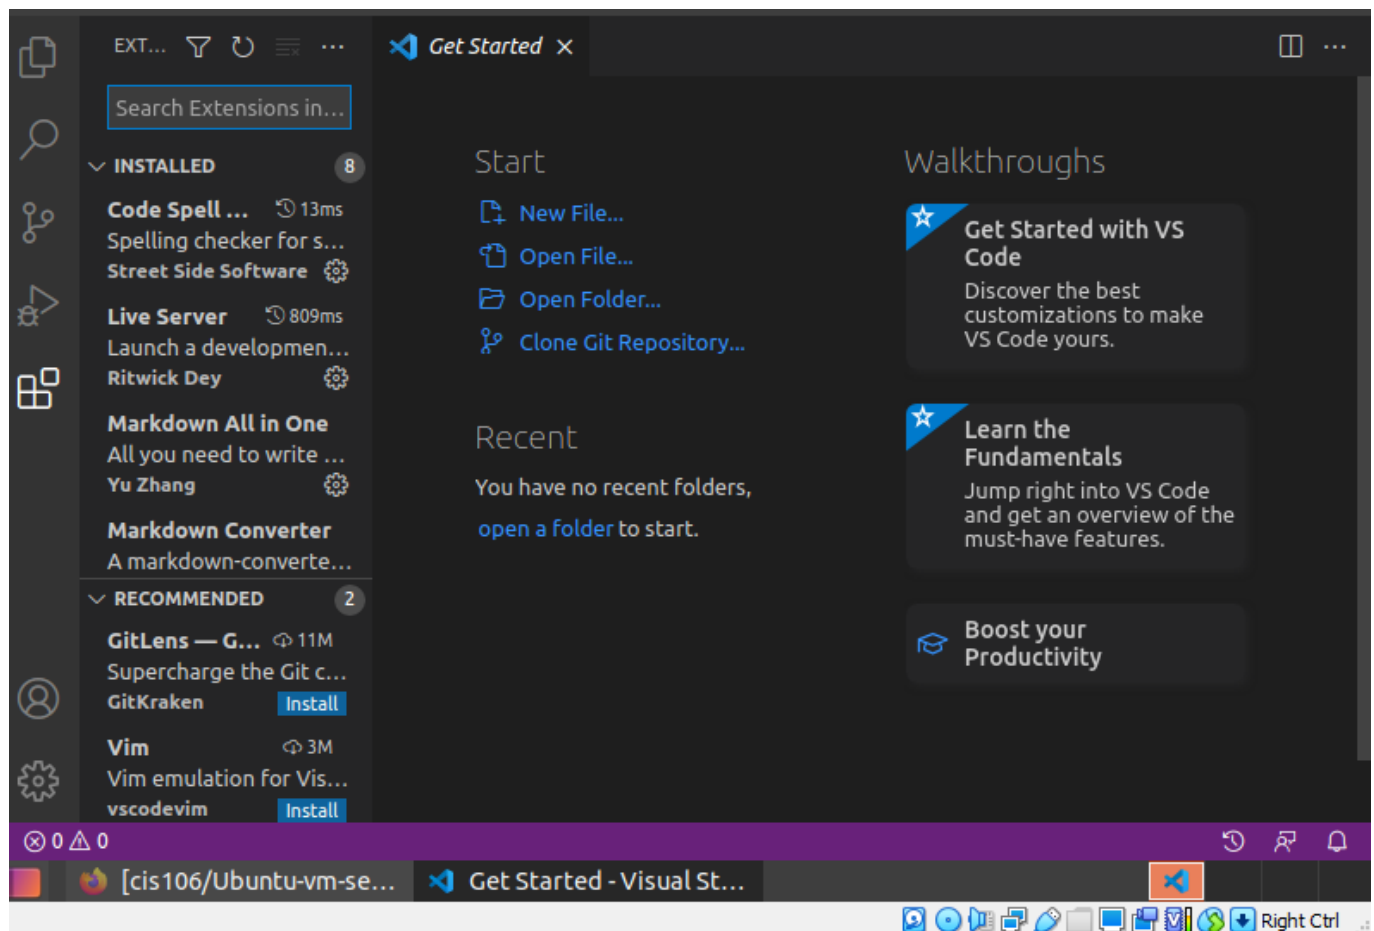 EXT...
Get Started
Search Extensions in...
INSTALLED 8
Code Spell ... 13ms
Spelling checker for s...
Street Side Software
Live Server 809ms
Launch a developmen...
Ritwick Dey
Markdown All in One
All you need to write ...
Yu Zhang
Markdown Converter
A markdown-converte...
RECOMMENDED 2
GitLens — G... 11M
Supercharge the Git c...
GitKraken Install
Vim 3M
Vim emulation for Vis...
vscodevim Install
Start
New File...
Open File...
Open Folder...
Clone Git Repository...
Recent
You have no recent folders,
open a folder to start.
Walkthroughs
Get Started with VS
Code
Discover the best
customizations to make
VS Code yours.
Learn the
Fundamentals
Jump right into VS Code
and get an overview of the
must-have features.
Boost your
Productivity
0 0
[cis106/Ubuntu-vm-se... Get Started - Visual St...
Right Ctrl